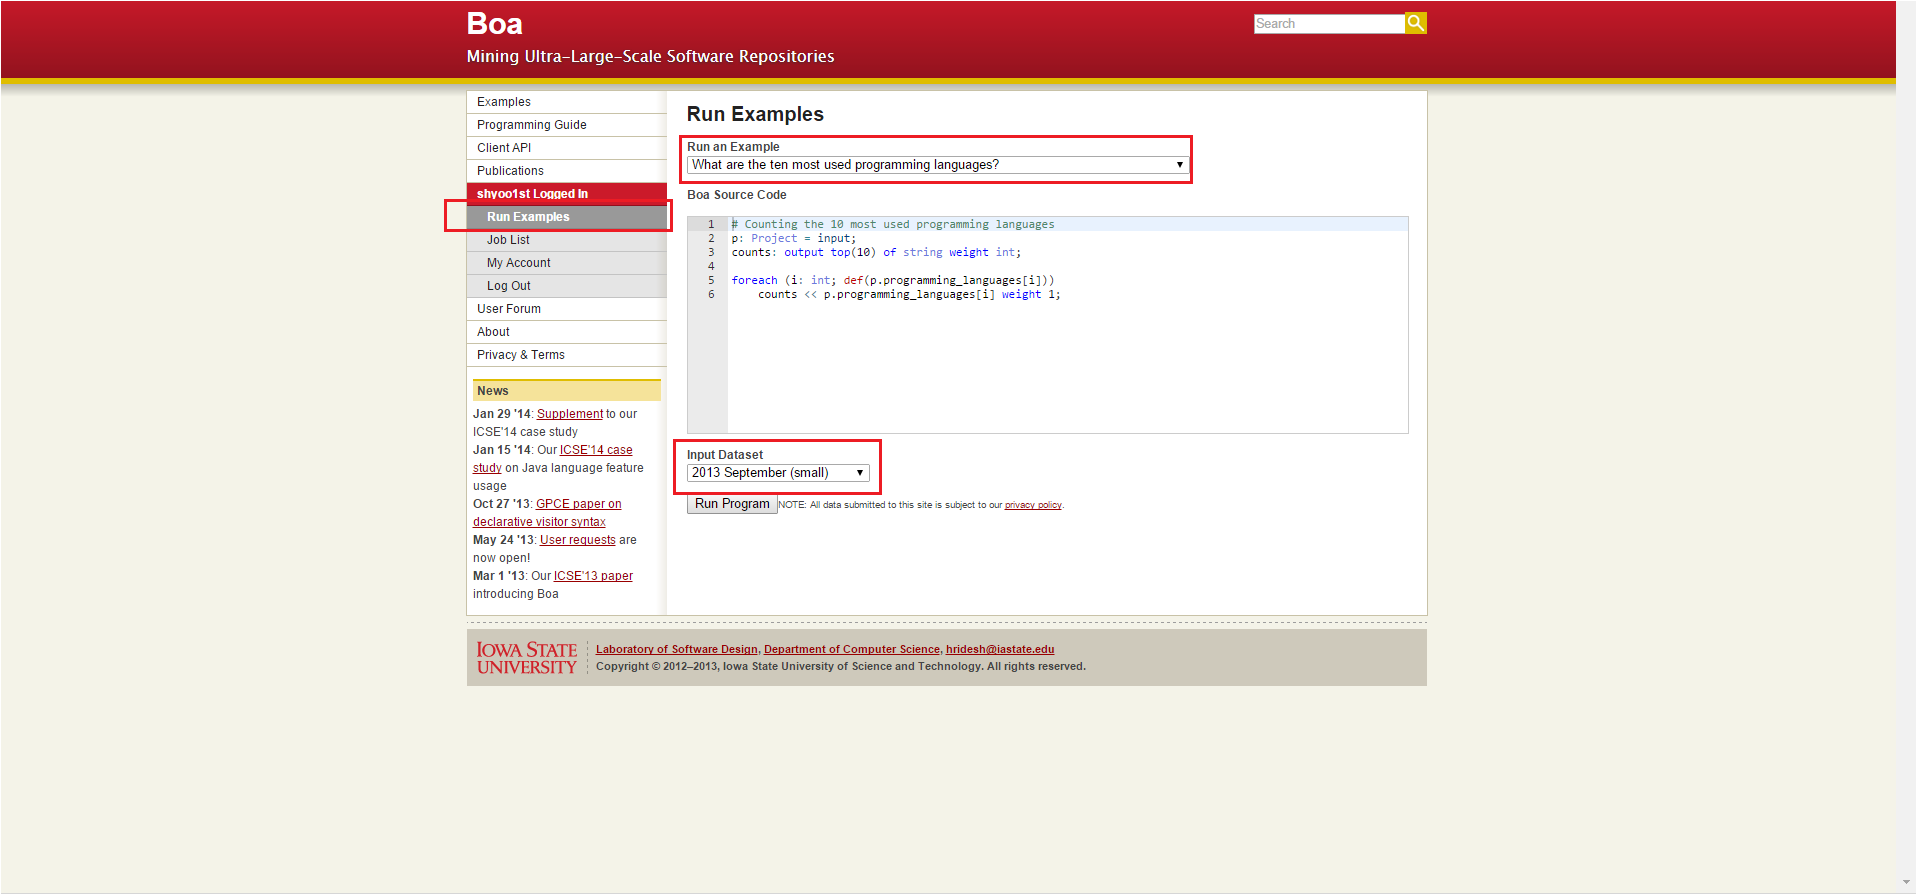 Boa
Search
Mining Ultra-Large-Scale Software Repositories
Examples
Programming Guide
Client API
Publications
shyoo1st Logged In
Run Examples
Job List
My Account
Log Out
User Forum
About
Privacy & Terms
News
Jan 29 '14: Supplement to our
ICSE'14 case study
Jan 15 '14: Our ICSE'14 case
study on Java language feature
usage
Oct 27 '13: GPCE paper on
declarative visitor syntax
May 24 '13: User requests are
now open!
Mar 1 '13: Our ICSE'13 paper
introducing Boa
Run Examples
Run an Example
What are the ten most used programming languages?
Boa Source Code
1 # Counting the 10 most used programming languages
2 p: Project = input;
3 counts: output top(10) of string weight int;
4
5 foreach (i: int; def(p.programming_languages[i]))
6 counts << p.programming_languages[i] weight 1;
Input Dataset
2013 September (small)
Run Program NOTE: All data submitted to this site is subject to our privacy policy.
IOWA STATE
UNIVERSITY
Laboratory of Software Design, Department of Computer Science, hridesh@iastate.edu
Copyright © 2012–2013, Iowa State University of Science and Technology. All rights reserved.